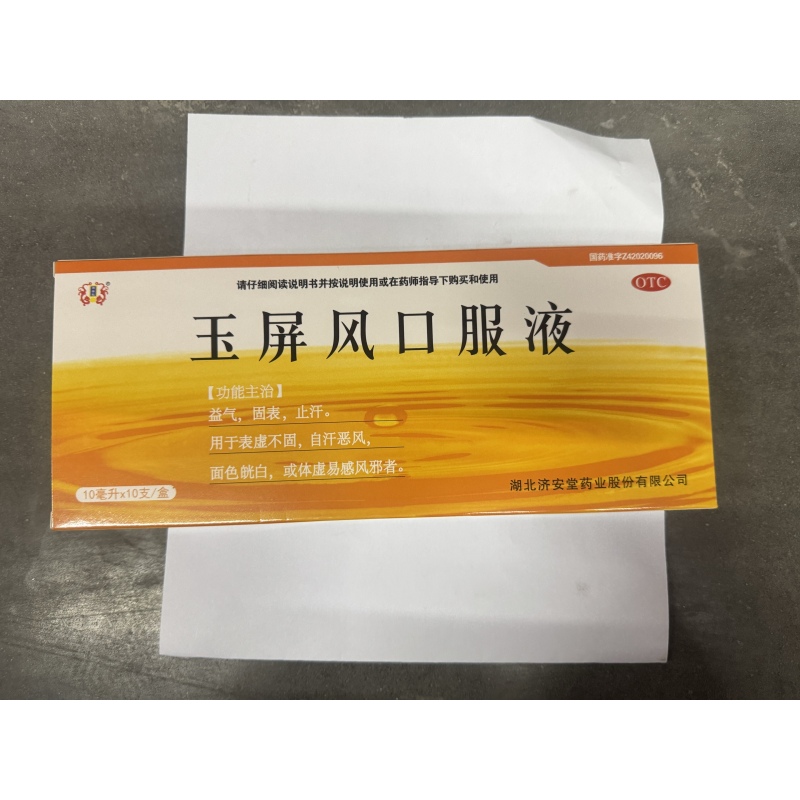 国药准字Z42020096
请仔细阅读说明书并按说明使用或在药师指导下购买和使用
OTC
玉屏风口服液
【功能主治】
益气，固表，止汗。
用于表虚不固，自汗恶风，
面色㿠白，或体虚易感风邪者。
10毫升x10支/盒
湖北济安堂药业股份有限公司